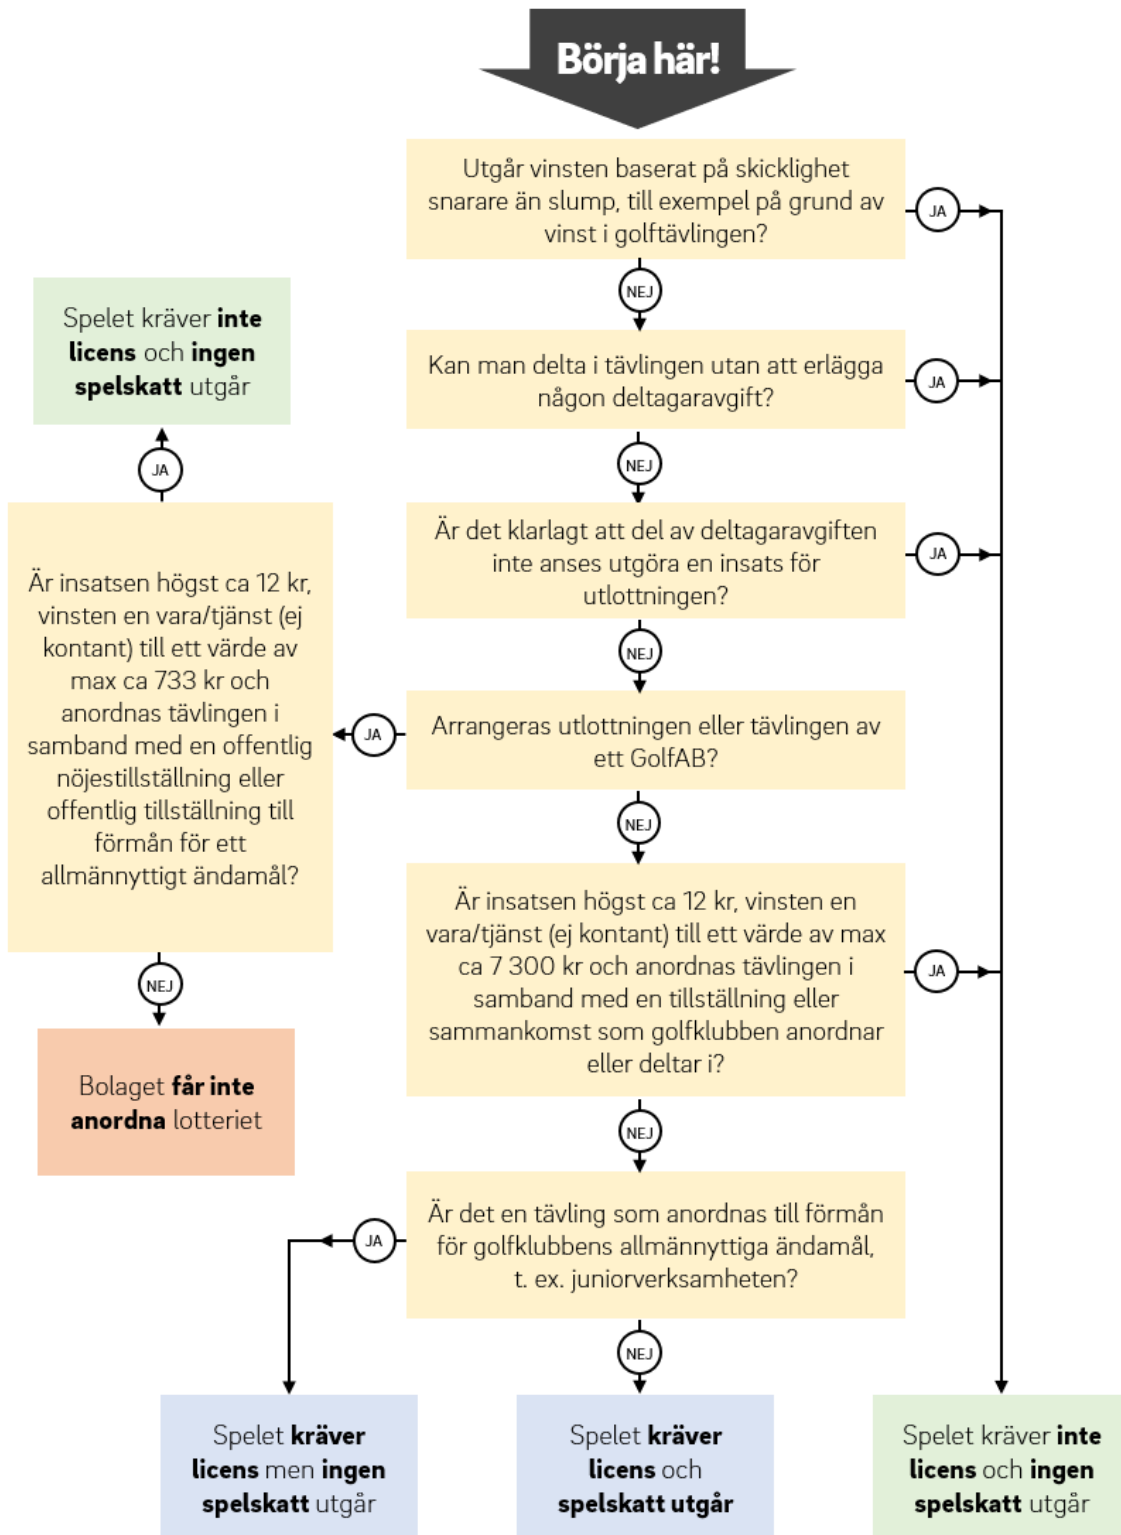 Börja här!
Utgår vinsten baserat på skicklighet
snarare än slump, till exempel på grund av
vinst i golftävlingen?
JA
NEJ
Spelet kräver inte
licens och ingen
spelskatt utgår
Kan man delta i tävlingen utan att erlägga
någon deltagaravgift?
JA
JA
NEJ
Är det klarlagt att del av deltagaravgiften
inte anses utgöra en insats för
utlottningen?
JA
NEJ
Är insatsen högst ca 12 kr,
vinsten en vara/tjänst (ej
kontant) till ett värde av
max ca 733 kr och
anordnas tävlingen i
samband med en offentlig
nöjestillställning eller
offentlig tillställning till
förmån för ett
allmännyttigt ändamål?
Arrangeras utlottningen eller tävlingen av
ett GolfAB?
JA
NEJ
Är insatsen högst ca 12 kr, vinsten en
vara/tjänst (ej kontant) till ett värde av max
ca 7 300 kr och anordnas tävlingen i
samband med en tillställning eller
sammankomst som golfklubben anordnar
eller deltar i?
JA
NEJ
Bolaget får inte
anordna lotteriet
NEJ
Är det en tävling som anordnas till förmån
för golfklubbens allmännyttiga ändamål,
t. ex. juniorverksamheten?
JA
NEJ
Spelet kräver
licens men ingen
spelskatt utgår
Spelet kräver
licens och
spelskatt utgår
Spelet kräver inte
licens och ingen
spelskatt utgår